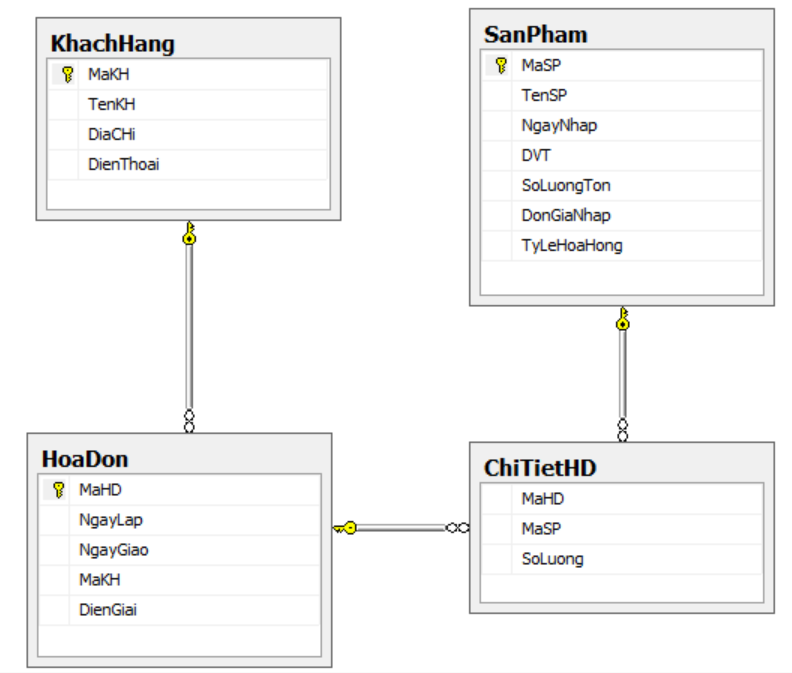 KhachHang
MaKH
TenKH
DiaCHi
DienThoai
SanPham
MaSP
TenSP
NgayNhap
DVT
SoLuongTon
DonGiaNhap
TyLeHoaHong
HoaDon
MaHD
NgayLap
NgayGiao
MaKH
DienGiai
ChiTietHD
MaHD
MaSP
SoLuong